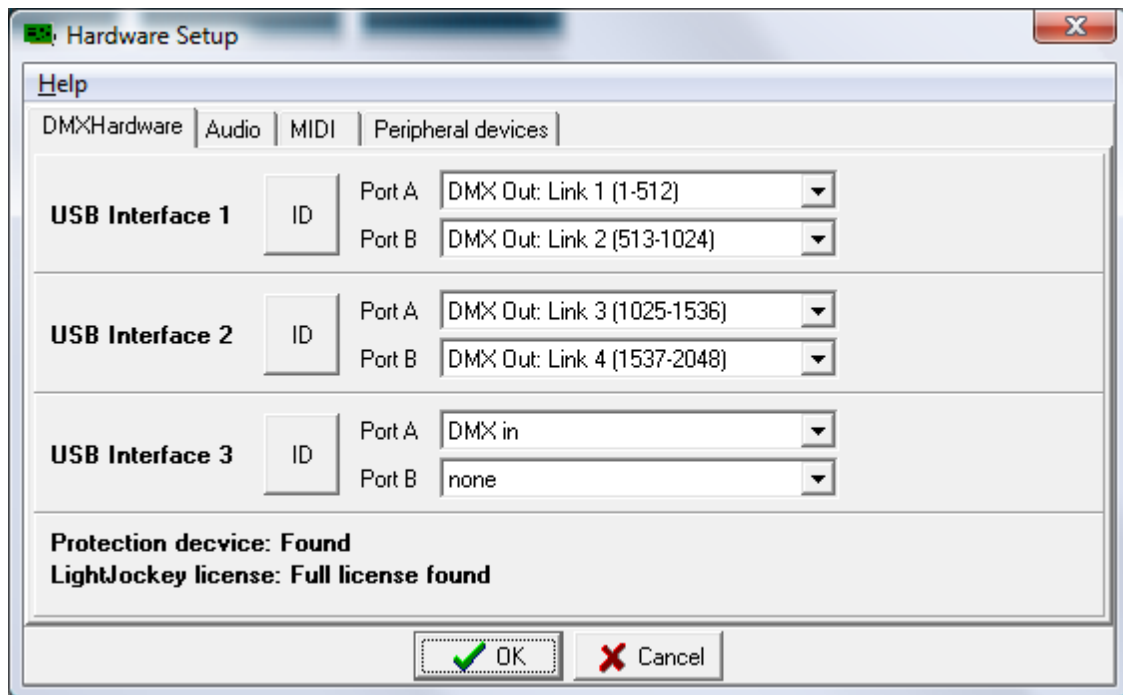 Hardware Setup
Help
DMXHardware Audio MIDI Peripheral devices
USB Interface 1
ID
Port A DMX Out: Link 1 (1-512)
Port B DMX Out: Link 2 (513-1024)
USB Interface 2
ID
Port A DMX Out: Link 3 (1025-1536)
Port B DMX Out: Link 4 (1537-2048)
USB Interface 3
ID
Port A DMX in
Port B none
Protection decvice: Found
LightJockey license: Full license found
OK Cancel